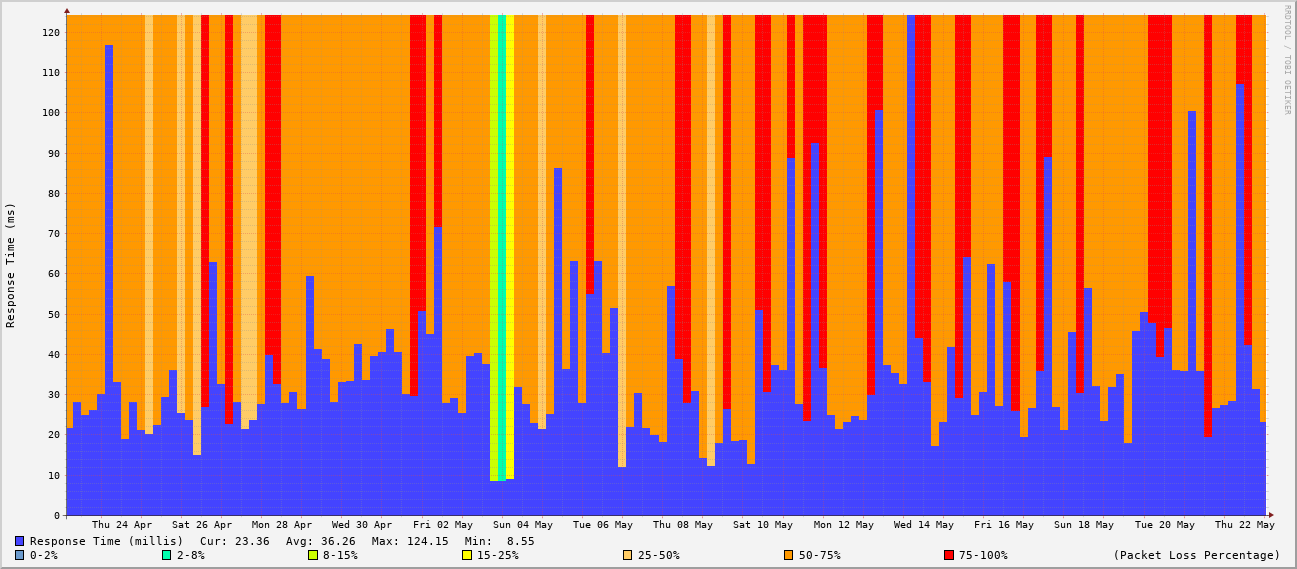 RRDTOOL / TOBI OETIKER
Response Time (ms)
120
110
100
90
80
70
60
50
40
30
20
10
0
Thu 24 Apr Sat 26 Apr Mon 28 Apr Wed 30 Apr Fri 02 May Sun 04 May Tue 06 May Thu 08 May Sat 10 May Mon 12 May Wed 14 May Fri 16 May Sun 18 May Tue 20 May Thu 22 May
Response Time (millis) Cur: 23.36 Avg: 36.26 Max: 124.15 Min: 8.55
0-2% 2-8% 8-15% 15-25% 25-50% 50-75% 75-100% (Packet Loss Percentage)